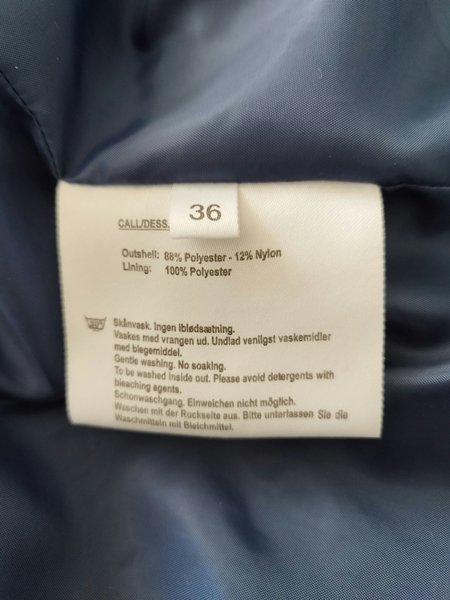 36
CALL/DESS.
Outshell: 88% Polyester - 12% Nylon
Lining: 100% Polyester
Skånvask. Ingen iblødsætning.
Vaskes med vrangen ud. Undlad venligst vaskemidler
med blegemiddel.
Gentle washing. No soaking.
To be washed inside out. Please avoid detergents with
bleaching agents.
Schonwaschgang. Einweichen nicht möglich.
Waschen mit der Ruckseite aus. Bitte unterlassen Sie die
Waschmitteln mit Bleichmittel.